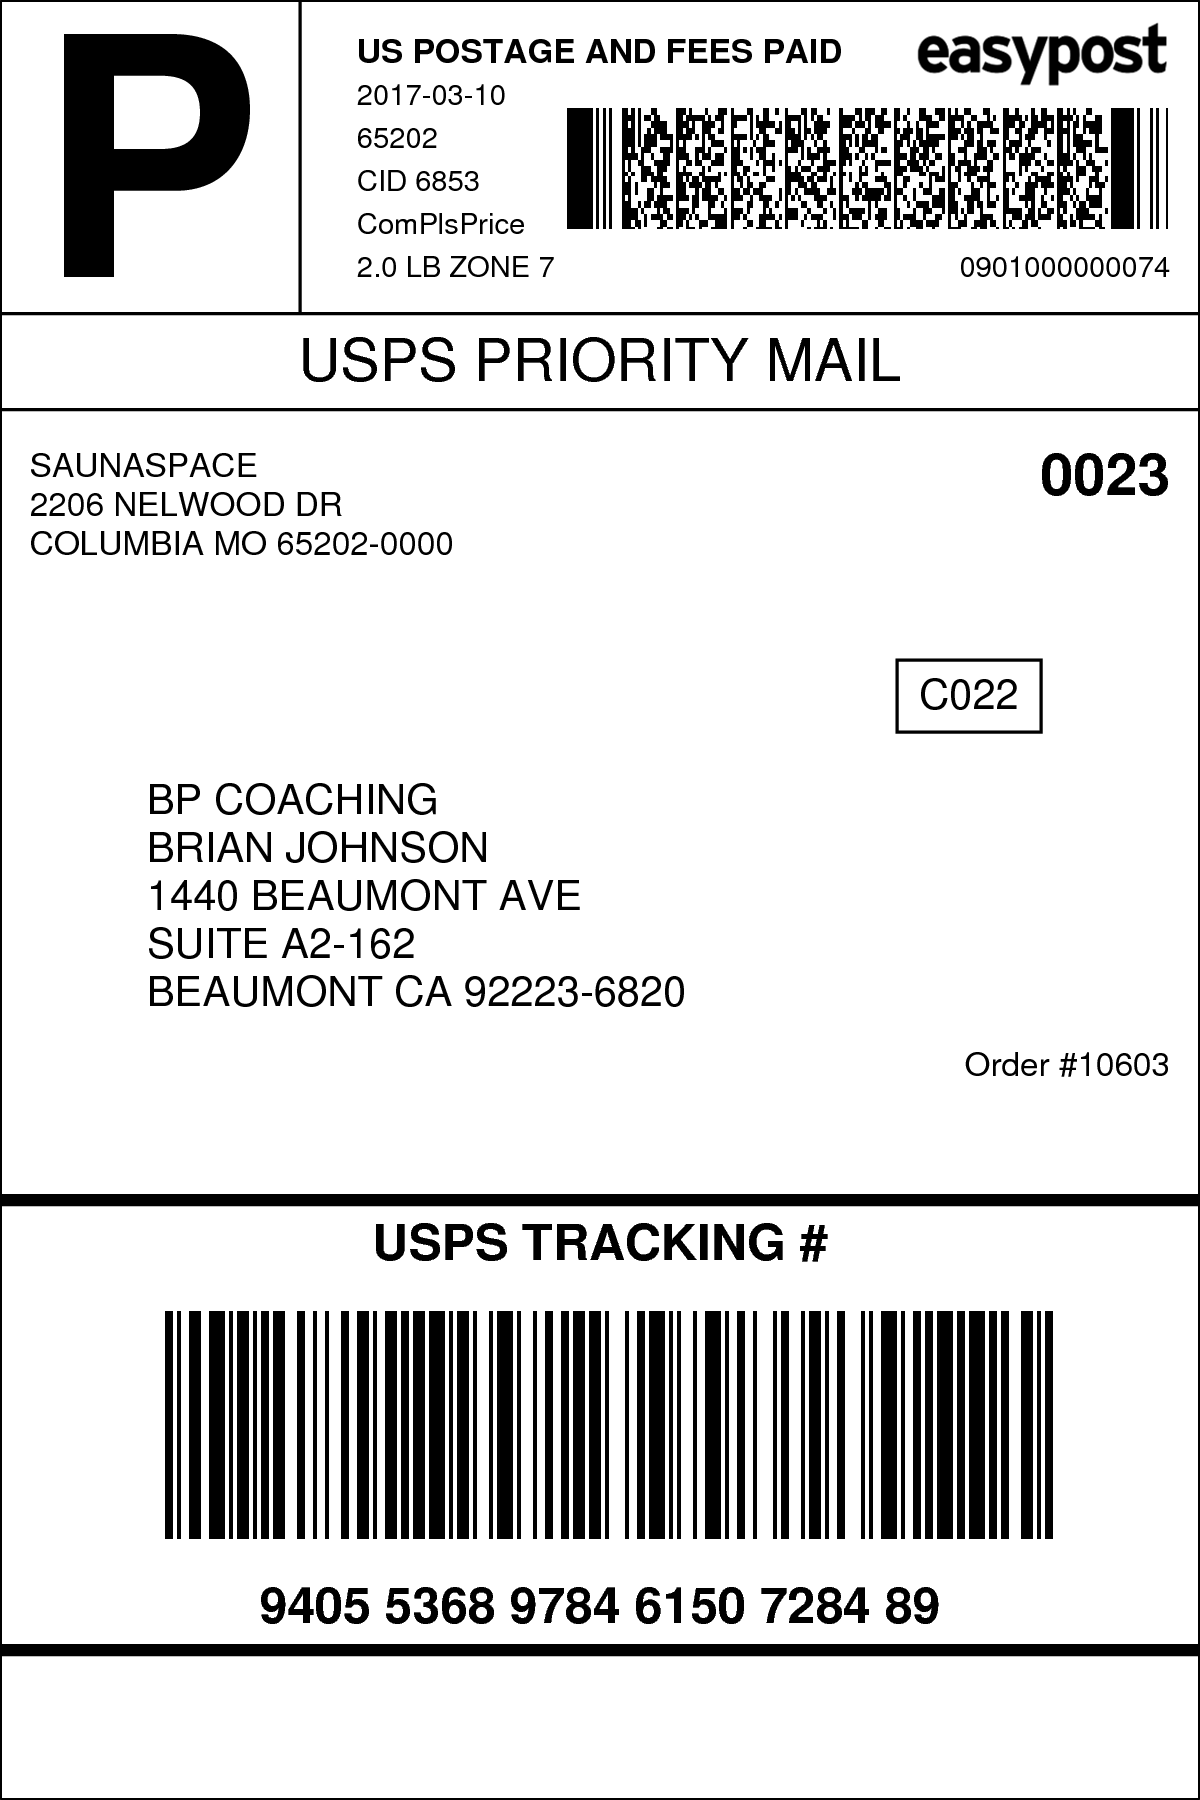 P
US POSTAGE AND FEES PAID
easypost
2017-03-10
65202
CID 6853
ComPlsPrice
2.0 LB ZONE 7
0901000000074
USPS PRIORITY MAIL
SAUNASPACE
2206 NELWOOD DR
COLUMBIA MO 65202-0000
0023
C022
BP COACHING
BRIAN JOHNSON
1440 BEAUMONT AVE
SUITE A2-162
BEAUMONT CA 92223-6820
Order #10603
USPS TRACKING #
9405 5368 9784 6150 7284 89